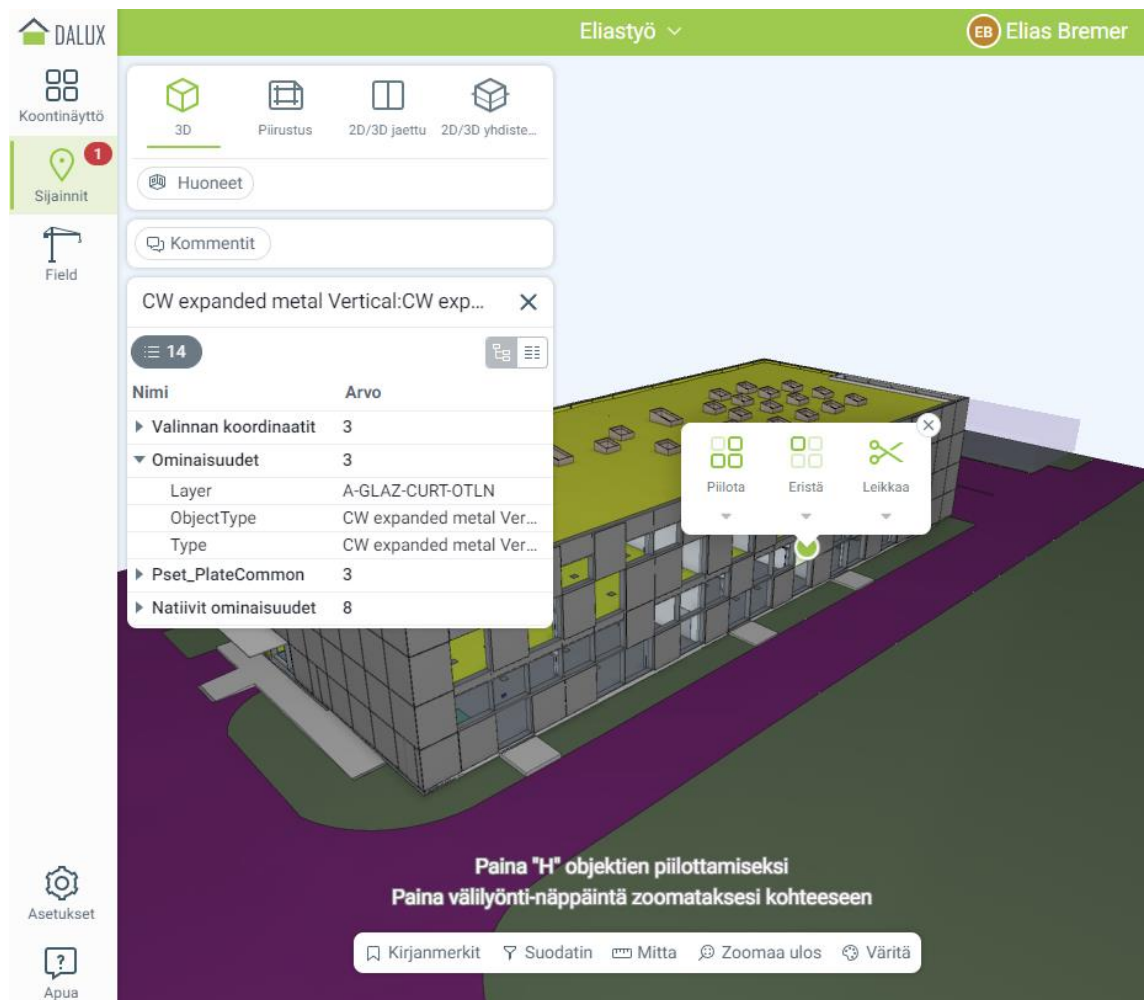 DALUX
Eliastyö
EB Elias Bremer
Koontinäyttö
1
Sijainnit
Field
Asetukset
?
Apua
3D Piirustus 2D/3D jaettu 2D/3D yhdiste...
Huoneet
Kommentit
CW expanded metal Vertical:CW exp...
14
Nimi Arvo
Valinnan koordinaatit 3
Ominaisuudet 3
Layer A-GLAZ-CURT-OTLN
ObjectType CW expanded metal Ver...
Type CW expanded metal Ver...
Pset_PlateCommon 3
Natiivit ominaisuudet 8
Piilota Eristä Leikkaa
Paina "H" objektien piilottamiseksi
Paina välilyönti-näppäintä zoomataksesi kohteeseen
Kirjanmerkit Suodatin Mitta Zoomaa ulos Väritä